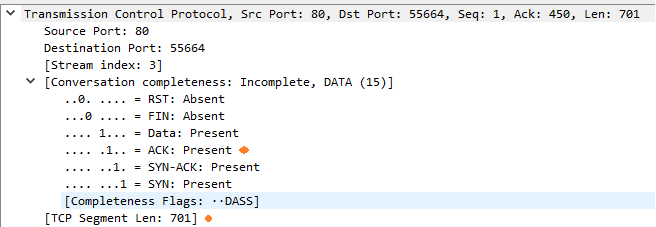 Transmission Control Protocol, Src Port: 80, Dst Port: 55664, Seq: 1, Ack: 450, Len: 701
Source Port: 80
Destination Port: 55664
[Stream index: 3]
[Conversation completeness: Incomplete, DATA (15)]
..0. .... = RST: Absent
...0 .... = FIN: Absent
.... 1... = Data: Present
.... .1.. = ACK: Present
.... ..1. = SYN-ACK: Present
.... ...1 = SYN: Present
[Completeness Flags: ··DASS]
[TCP Segment Len: 701]